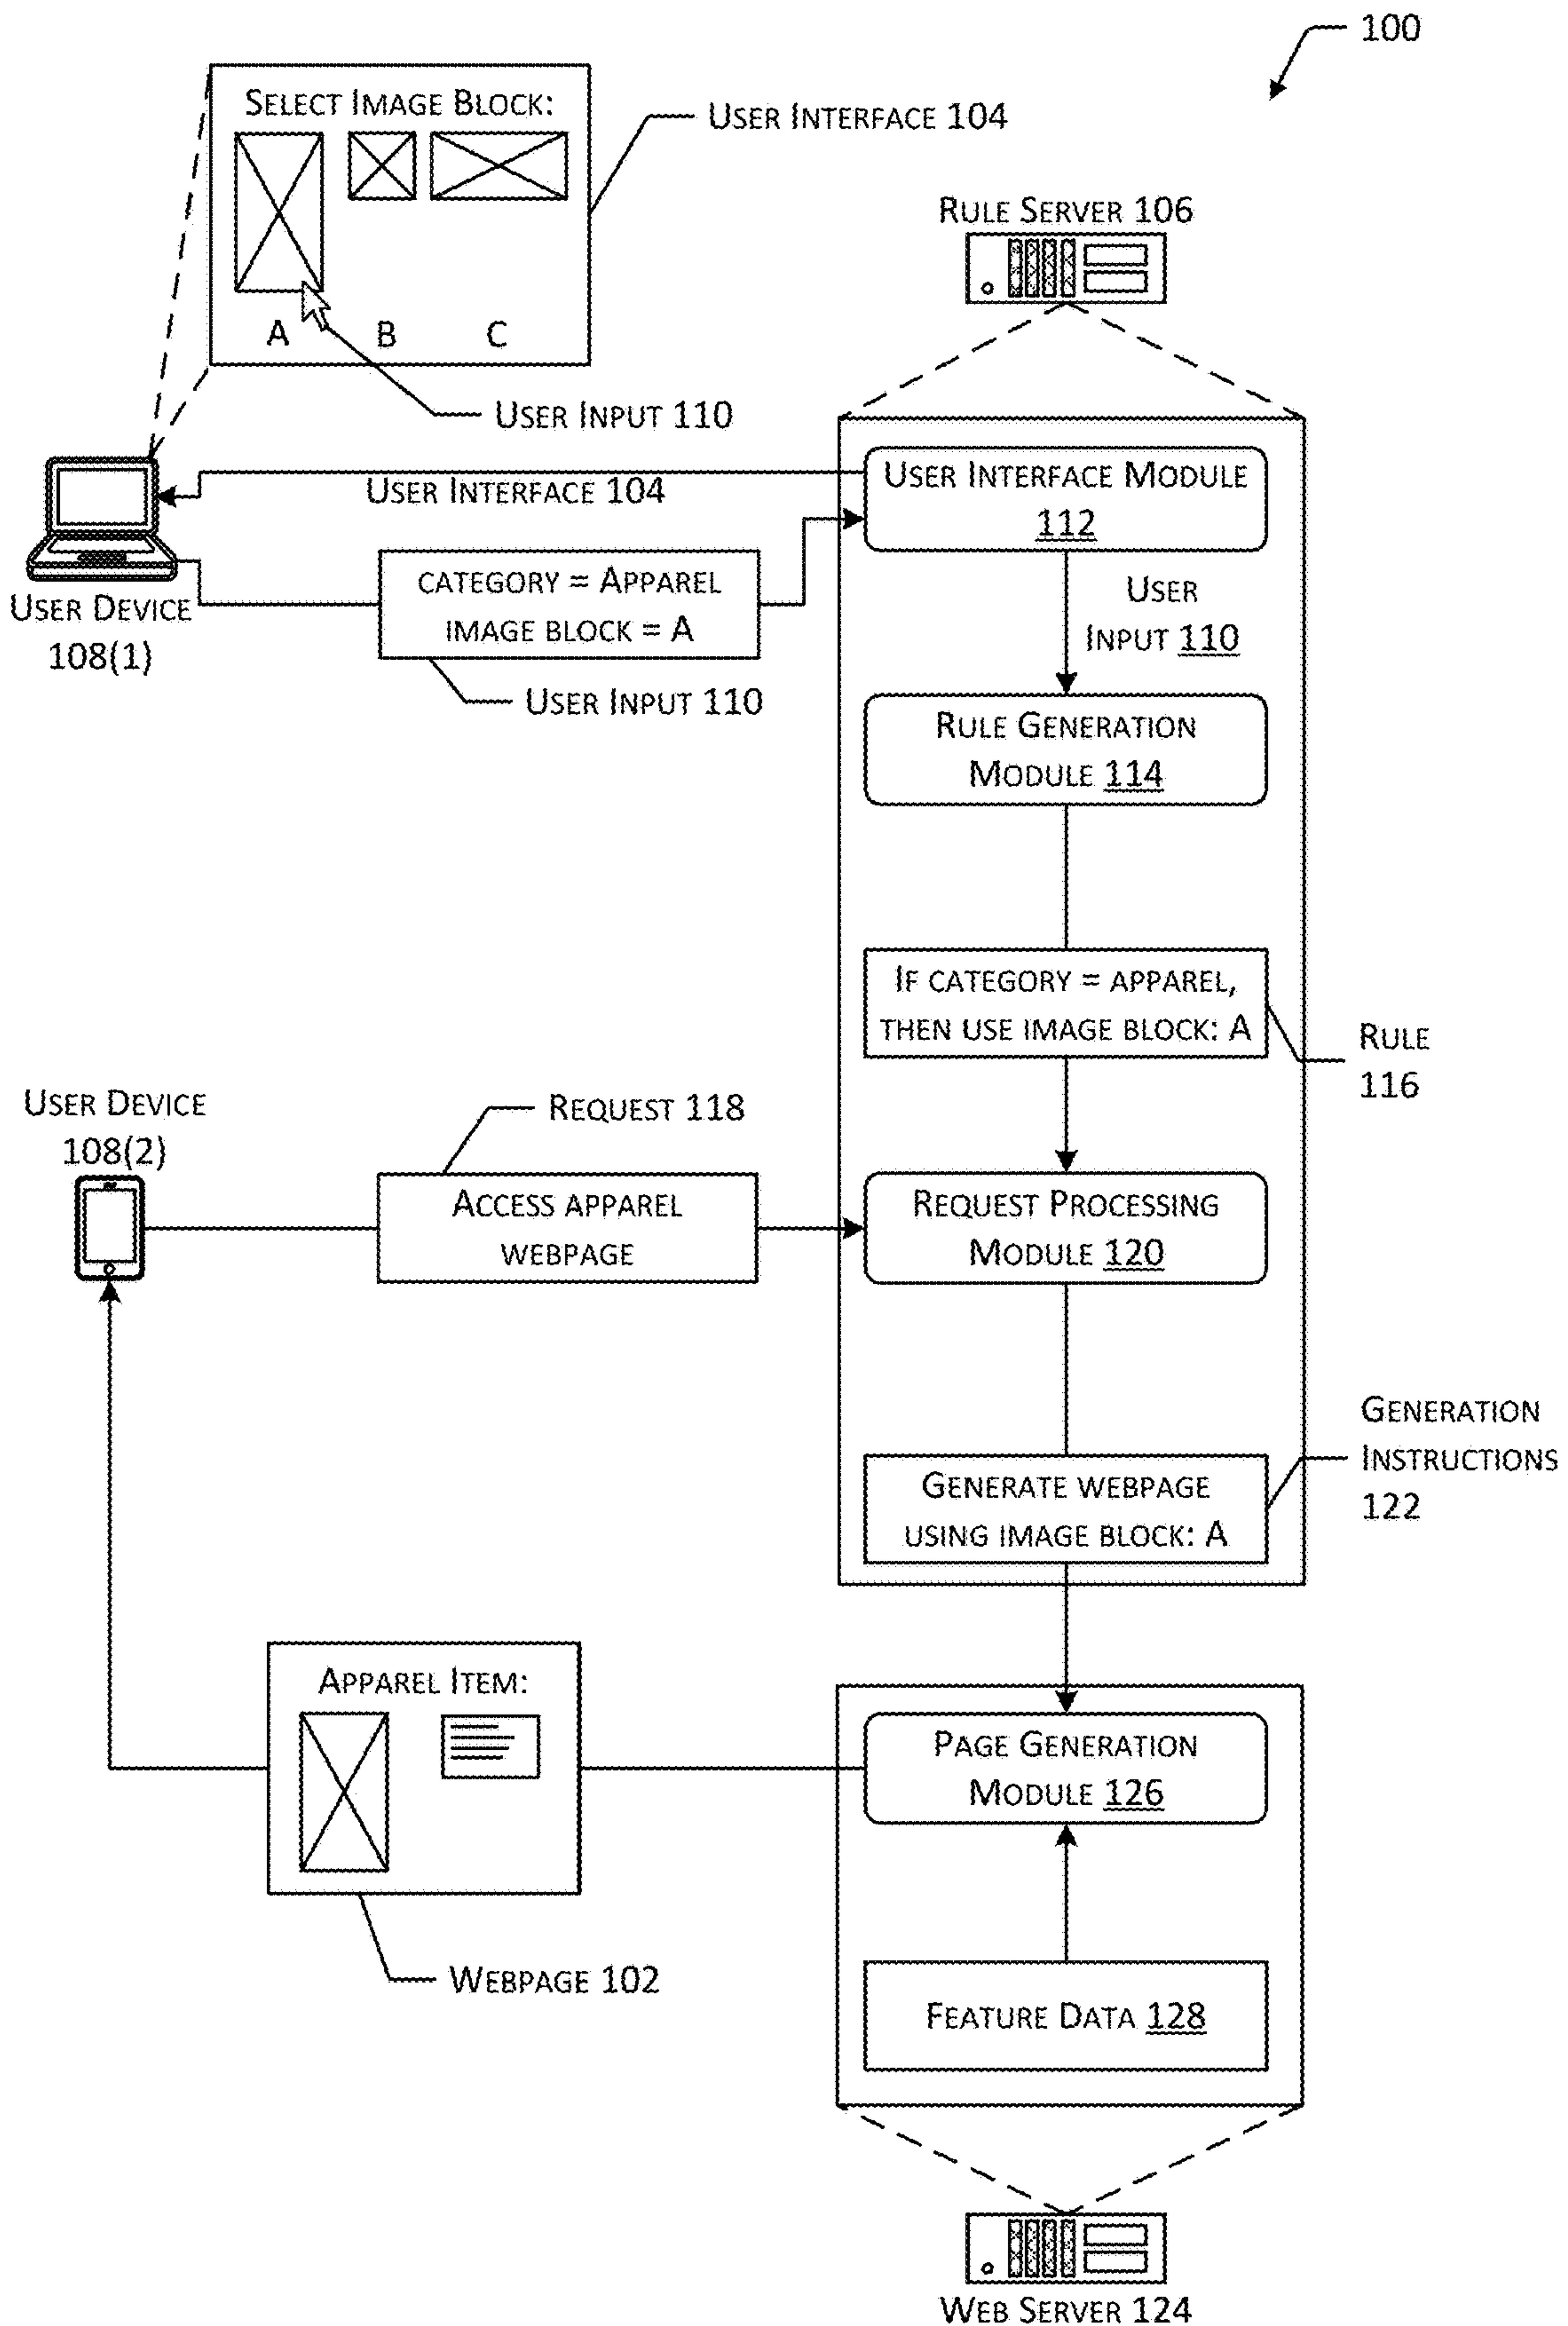 100
Select Image Block:
User Interface 104
A B C
User Input 110
Rule Server 106
User Interface Module
112
User Interface 104
category = Apparel
image block = A
User Input 110
User Device
108(1)
User
Input 110
Rule Generation
Module 114
If category = apparel,
then use image block: A
Rule
116
User Device
108(2)
Request 118
Access apparel
webpage
Request Processing
Module 120
Generation
Instructions
122
Generate webpage
using image block: A
Apparel Item:
Webpage 102
Page Generation
Module 126
Feature Data 128
Web Server 124